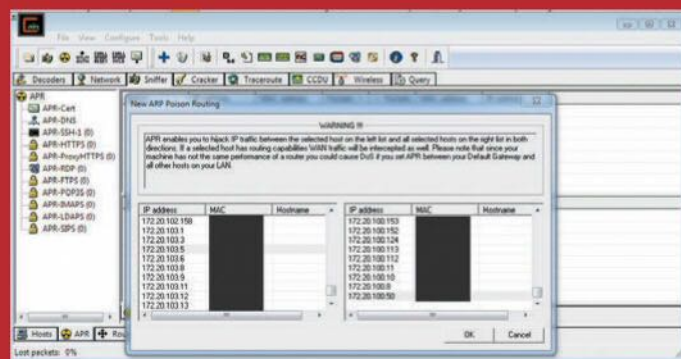 File View Configure Tools Help
Decoders Network Sniffer Cracker Traceroute CCDU Wireless Query
APR
APR-Cert
APR-DNS
APR-SSH-1 (0)
APR-HTTPS (0)
APR-ProxyHTTPS (0)
APR-RDP (0)
APR-FTPS (0)
APR-POP3S (0)
APR-IMAPS (0)
APR-LDAPS (0)
APR-SIPS (0)
New ARP Poison Routing
WARNING !!!
APR enables you to hijack IP traffic between the selected host on the left list and all selected hosts on the right list in both
directions. If a selected host has routing capabilities WAN traffic will be intercepted as well. Please note that since your
machine has not the same performance of a router you could cause DoS if you set APR between your Default Gateway and
all other hosts on your LAN.
IP address MAC Hostname
172.20.102.158
172.20.103.1
172.20.103.3
172.20.103.5
172.20.103.6
172.20.103.8
172.20.103.9
172.20.103.11
172.20.103.12
172.20.103.13
IP address MAC Hostname
172.20.100.153
172.20.100.152
172.20.100.124
172.20.100.113
172.20.100.112
172.20.100.11
172.20.100.10
172.20.100.8
172.20.100.50
OK Cancel
Hosts APR
Lost packets: 0%